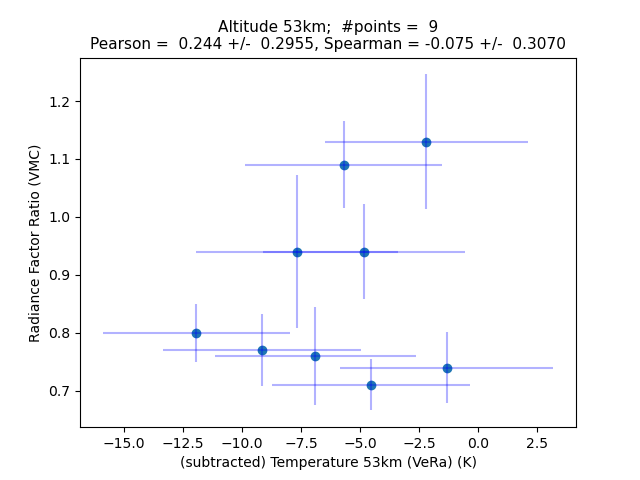 Altitude 53km;  #points =  9
Pearson =  0.244 +/-  0.2955, Spearman = -0.075 +/-  0.3070
Radiance Factor Ratio (VMC)
1.2
1.1
1.0
0.9
0.8
0.7
−15.0 −12.5 −10.0 −7.5 −5.0 −2.5 0.0 2.5
(subtracted) Temperature 53km (VeRa) (K)